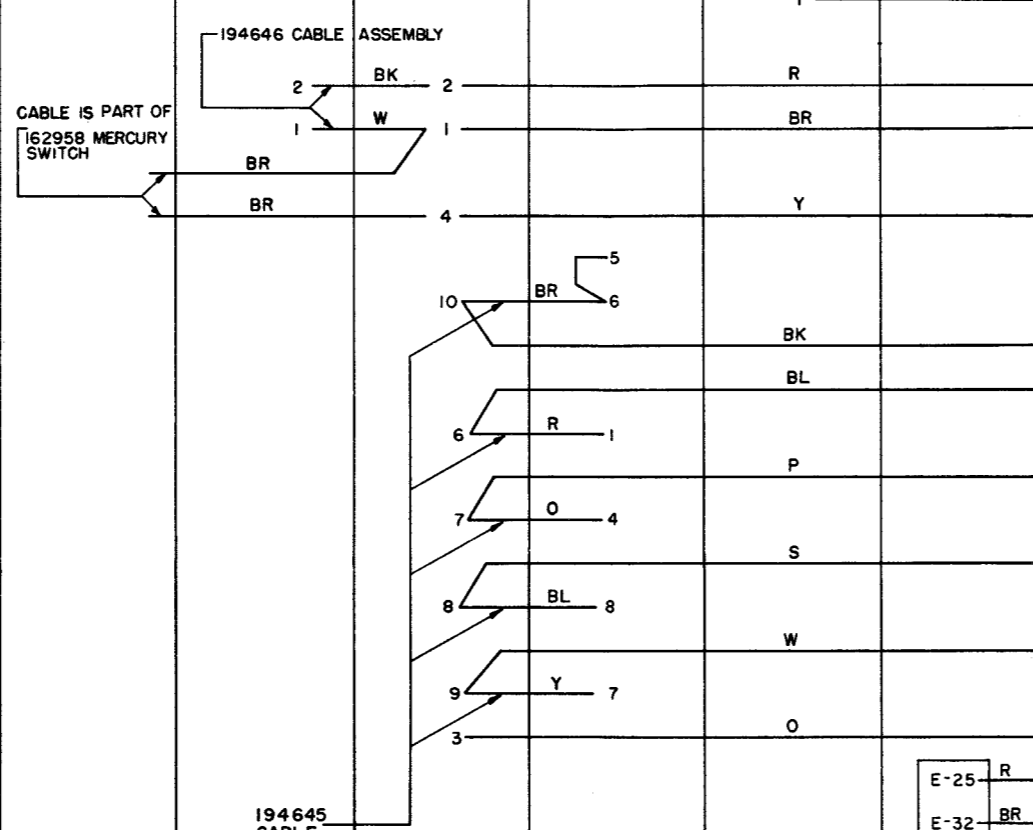 194646 CABLE ASSEMBLY
R
2 BK 2
CABLE IS PART OF
162958 MERCURY
SWITCH
1 W 1
BR
BR
BR 4
Y
5
10 BR 6
BK
BL
6 R 1
P
7 O 4
S
8 BL 8
W
9 Y 7
3
O
E-25 R
194645
E-32 BR